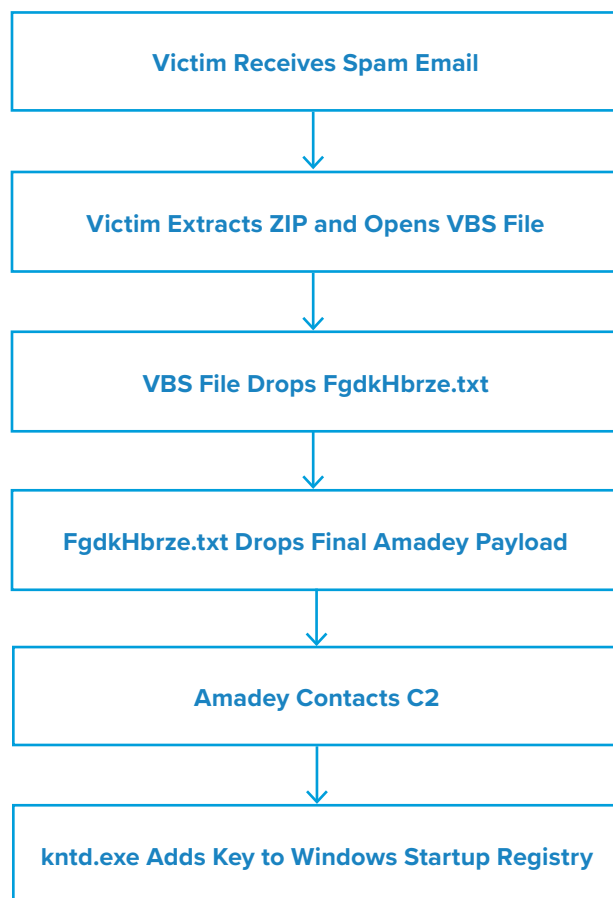 Victim Receives Spam Email
Victim Extracts ZIP and Opens VBS File
VBS File Drops FgdkHbrze.txt
FgdkHbrze.txt Drops Final Amadey Payload
Amadey Contacts C2
kntd.exe Adds Key to Windows Startup Registry